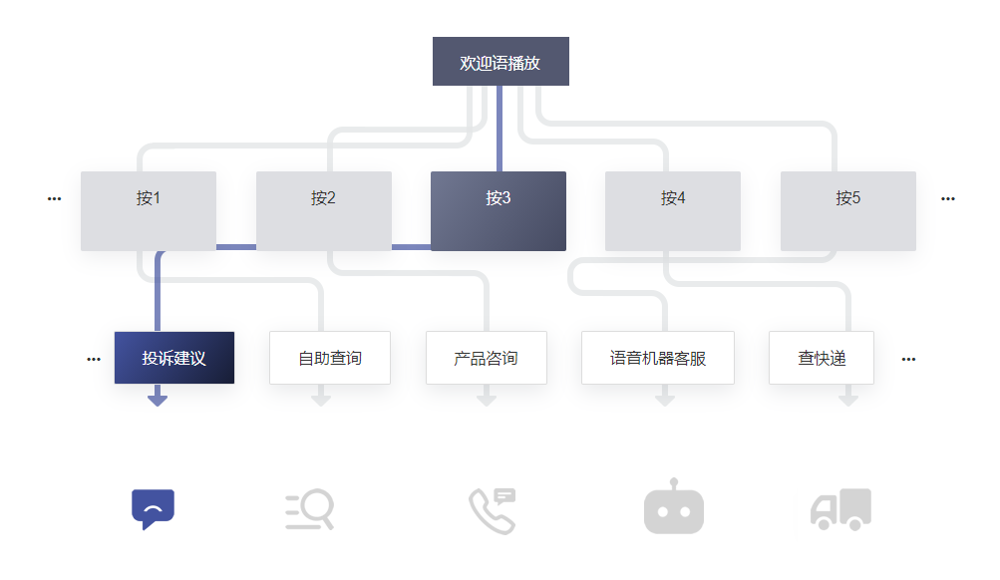 欢迎语播放
... 按1 按2 按3 按4 按5 ...
... 投诉建议 自助查询 产品咨询 语音机器客服 查快递 ...